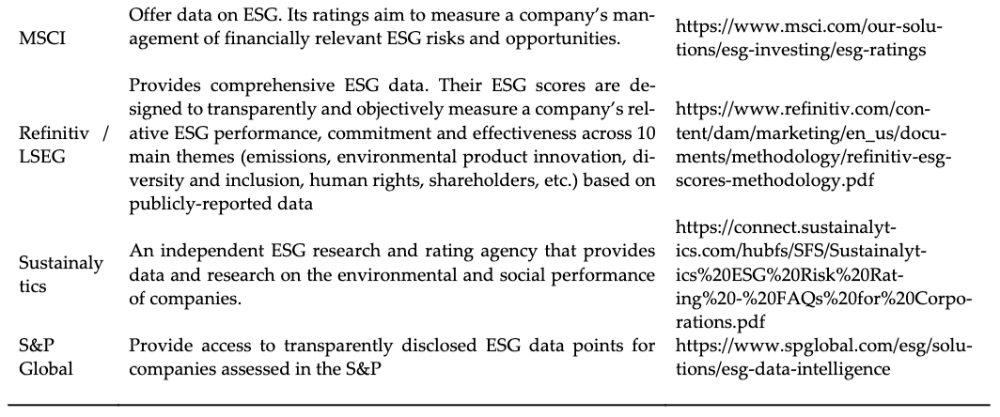 MSCI
Offer data on ESG. Its ratings aim to measure a company's man-
agement of financially relevant ESG risks and opportunities.
https://www.msci.com/our-solu-
tions/esg-investing/esg-ratings
Refinitiv /
LSEG
Provides comprehensive ESG data. Their ESG scores are de-
signed to transparently and objectively measure a company's rel-
ative ESG performance, commitment and effectiveness across 10
main themes (emissions, environmental product innovation, di-
versity and inclusion, human rights, shareholders, etc.) based on
publicly-reported data
https://www.refinitiv.com/con-
tent/dam/marketing/en_us/docu-
ments/methodology/refinitiv-esg-
scores-methodology.pdf
Sustainaly
tics
An independent ESG research and rating agency that provides
data and research on the environmental and social performance
of companies.
https://connect.sustainalyt-
ics.com/hubfs/SFS/Sustainalyt-
ics%20ESG%20Risk%20Rat-
ing%20-%20FAQs%20for%20Corpo-
rations.pdf
S&P
Global
Provide access to transparently disclosed ESG data points for
companies assessed in the S&P
https://www.spglobal.com/esg/solu-
tions/esg-data-intelligence